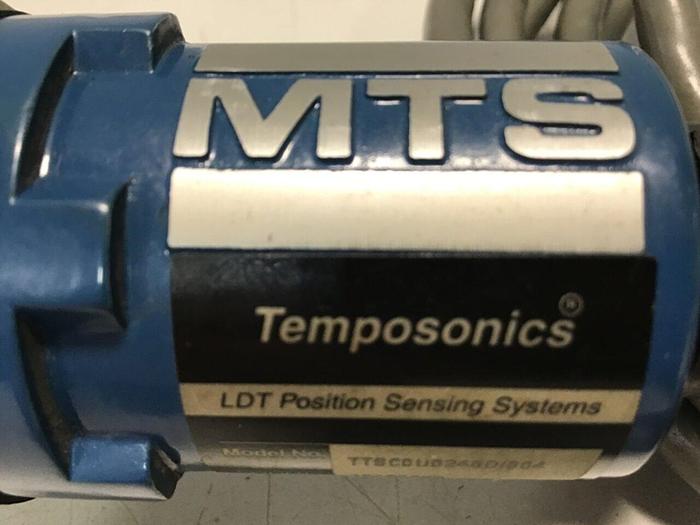 MTS
Temposonics®
LDT Position Sensing Systems
Model No.